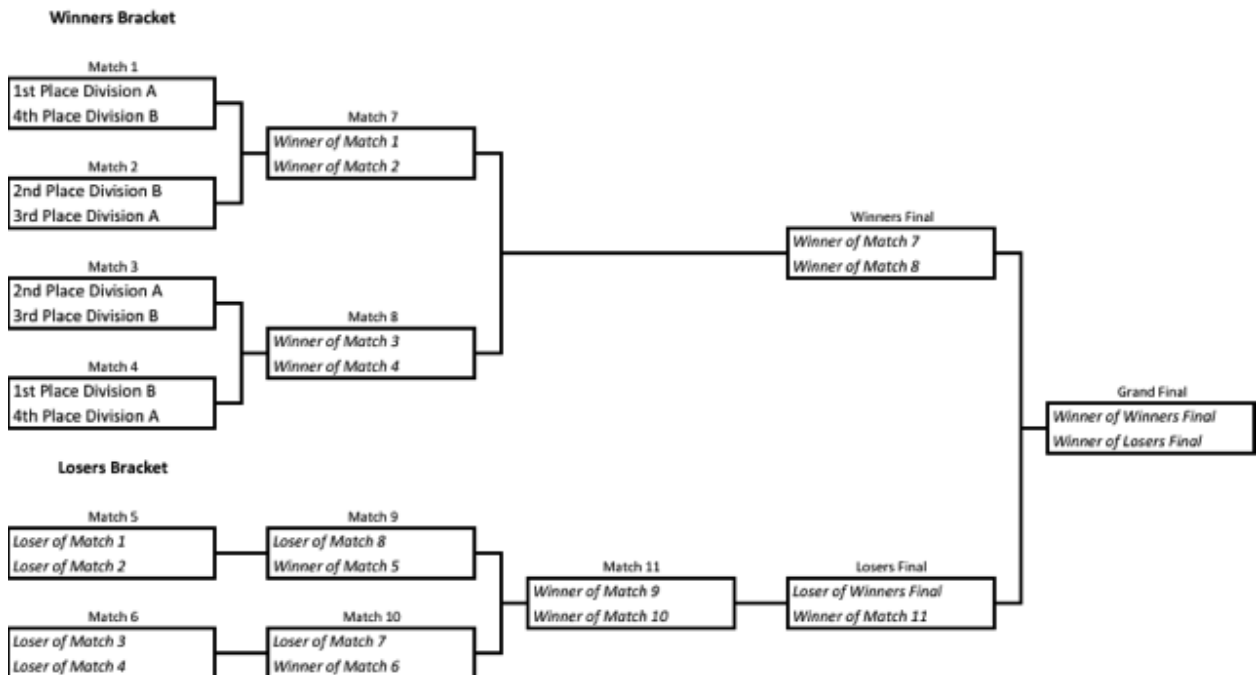 Winners Bracket
Match 1
1st Place Division A
4th Place Division B
Match 2
2nd Place Division B
3rd Place Division A
Match 3
2nd Place Division A
3rd Place Division B
Match 4
1st Place Division B
4th Place Division A
Match 7
Winner of Match 1
Winner of Match 2
Match 8
Winner of Match 3
Winner of Match 4
Winners Final
Winner of Match 7
Winner of Match 8
Grand Final
Winner of Winners Final
Winner of Losers Final
Losers Bracket
Match 5
Loser of Match 1
Loser of Match 2
Match 6
Loser of Match 3
Loser of Match 4
Match 9
Loser of Match 8
Winner of Match 5
Match 10
Loser of Match 7
Winner of Match 6
Match 11
Winner of Match 9
Winner of Match 10
Losers Final
Loser of Winners Final
Winner of Match 11